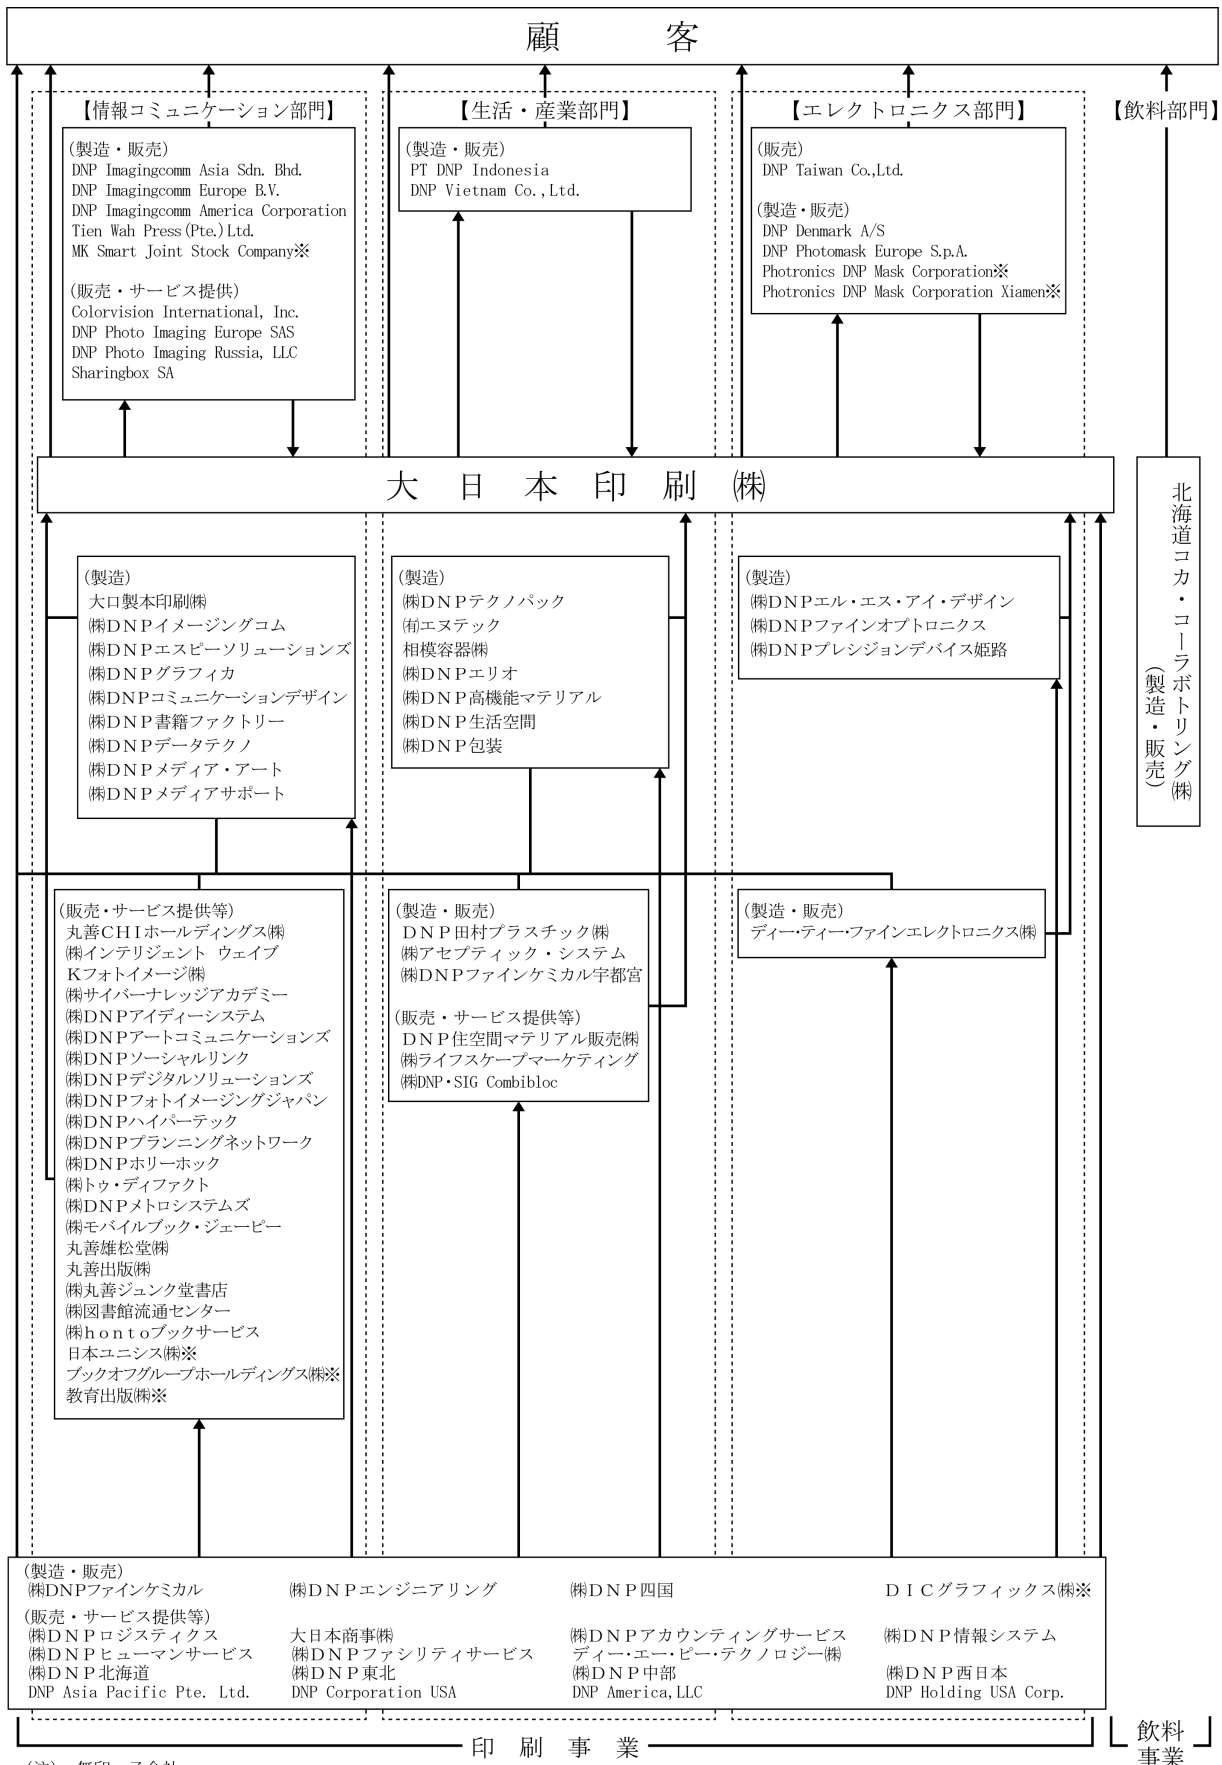 顧客
【情報コミュニケーション部門】
(製造・販売)
DNP Imagingcomm Asia Sdn. Bhd.
DNP Imagingcomm Europe B.V.
DNP Imagingcomm America Corporation
Tien Wah Press(Pte.)Ltd.
MK Smart Joint Stock Company※
(販売・サービス提供)
Colorvision International, Inc.
DNP Photo Imaging Europe SAS
DNP Photo Imaging Russia, LLC
Sharingbox SA
【生活・産業部門】
(製造・販売)
PT DNP Indonesia
DNP Vietnam Co.,Ltd.
【エレクトロニクス部門】
(販売)
DNP Taiwan Co.,Ltd.
(製造・販売)
DNP Denmark A/S
DNP Photomask Europe S.p.A.
Photronics DNP Mask Corporation※
Photronics DNP Mask Corporation Xiamen※
【飲料部門】
大日本印刷㈱
北海道コカ・コーラボトリング㈱
(製造・販売)
(製造)
大口製本印刷㈱
㈱DNPイメージングコム
㈱DNPエスピーソリューションズ
㈱DNPグラフィカ
㈱DNPコミュニケーションデザイン
㈱DNP書籍ファクトリー
㈱DNPデータテクノ
㈱DNPメディア・アート
㈱DNPメディアサポート
(製造)
㈱DNPテクノパック
㈲エヌテック
相模容器㈱
㈱DNPエリオ
㈱DNP高機能マテリアル
㈱DNP生活空間
㈱DNP包装
(製造)
㈱DNPエル・エス・アイ・デザイン
㈱DNPファインオプトロニクス
㈱DNPプレシジョンデバイス姫路
(販売・サービス提供等)
丸善CHIホールディングス㈱
㈱インテリジェント ウェイブ
Kフォトイメージ㈱
㈱サイバーナレッジアカデミー
㈱DNPアイディーシステム
㈱DNPアートコミュニケーションズ
㈱DNPソーシャルリンク
㈱DNPデジタルソリューションズ
㈱DNPフォトイメージングジャパン
㈱DNPハイパーテック
㈱DNPプランニングネットワーク
㈱DNPホリーホック
㈱トゥ・ディファクト
㈱DNPメトロシステムズ
㈱モバイルブック・ジェーピー
丸善雄松堂㈱
丸善出版㈱
㈱丸善ジュンク堂書店
㈱図書館流通センター
㈱hontoブックサービス
日本ユニシス㈱※
ブックオフグループホールディングス㈱※
教育出版㈱※
(製造・販売)
DNP田村プラスチック㈱
㈱アセプティック・システム
㈱DNPファインケミカル宇都宮
(販売・サービス提供等)
DNP住空間マテリアル販売㈱
㈱ライフスケープマーケティング
㈱DNP・SIG Combibloc
(製造・販売)
ディー・ティー・ファインエレクトロニクス㈱
(製造・販売)
㈱DNPファインケミカル ㈱DNPエンジニアリング ㈱DNP四国 DICグラフィックス㈱※
(販売・サービス提供等)
㈱DNPロジスティクス 大日本商事㈱ ㈱DNPアカウンティングサービス ㈱DNP情報システム
㈱DNPヒューマンサービス ㈱DNPファシリティサービス ディー・エー・ピー・テクノロジー㈱
㈱DNP北海道 ㈱DNP東北 ㈱DNP中部 ㈱DNP西日本
DNP Asia Pacific Pte. Ltd. DNP Corporation USA DNP America,LLC DNP Holding USA Corp.
印刷事業
飲料
事業